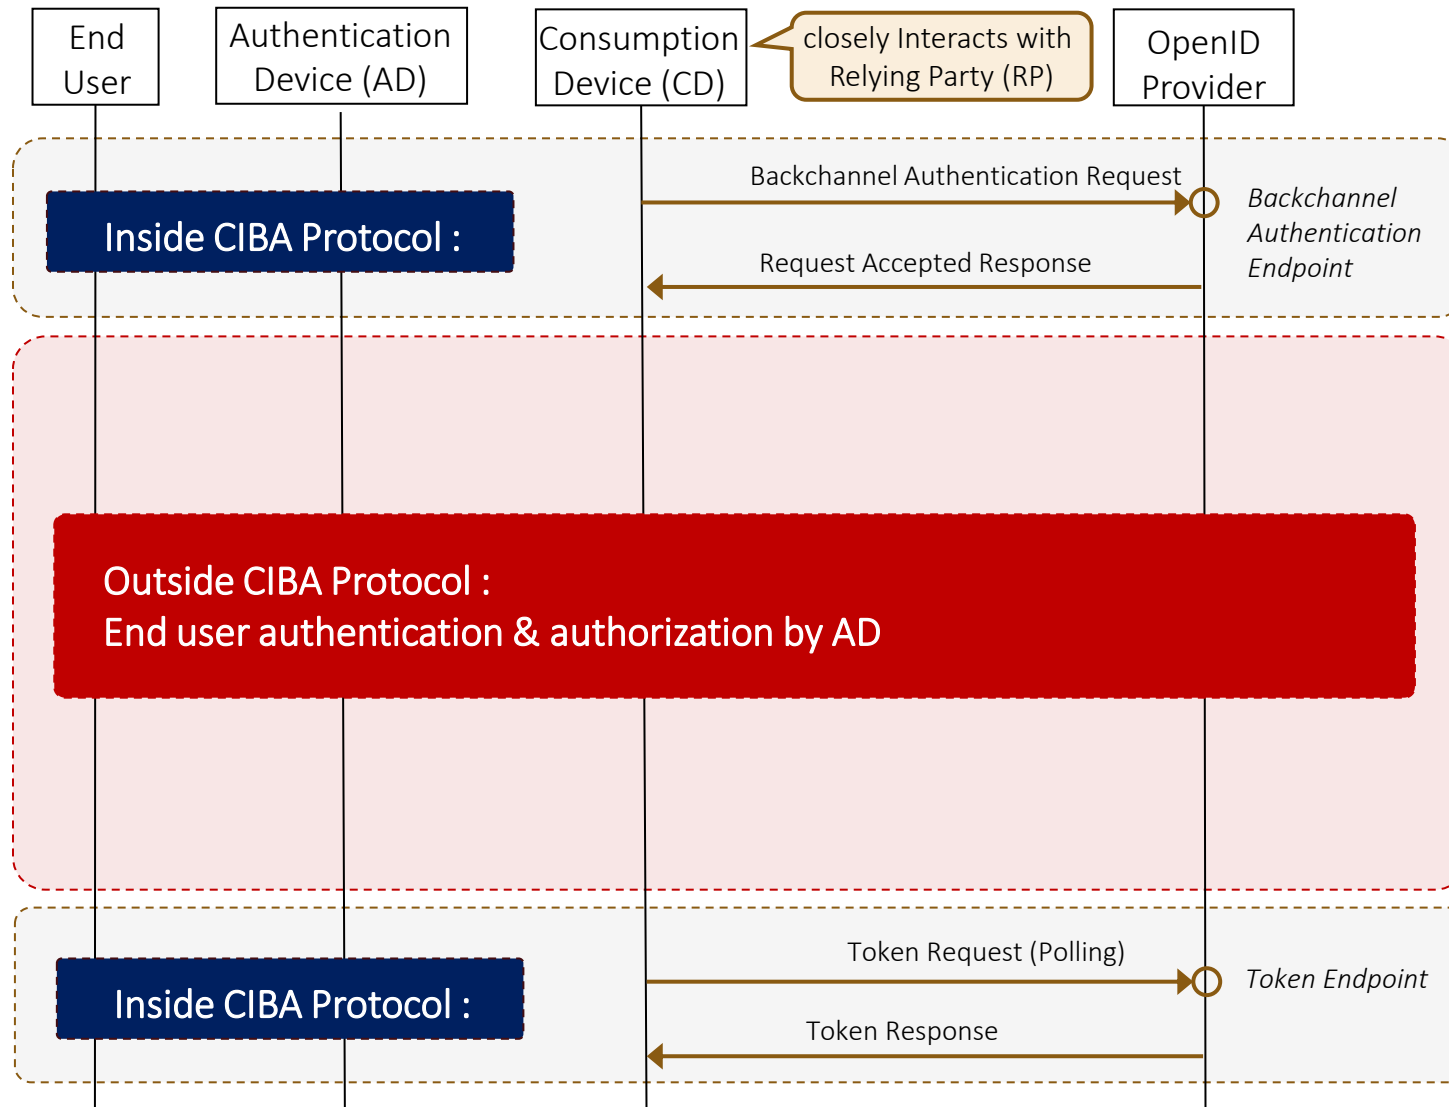 End
User
Authentication
Device (AD)
Consumption
Device (CD)
closely Interacts with
Relying Party (RP)
OpenID
Provider
Backchannel Authentication Request
Backchannel
Authentication
Endpoint
Inside CIBA Protocol :
Request Accepted Response
Outside CIBA Protocol :
End user authentication & authorization by AD
Token Request (Polling)
Token Endpoint
Inside CIBA Protocol :
Token Response